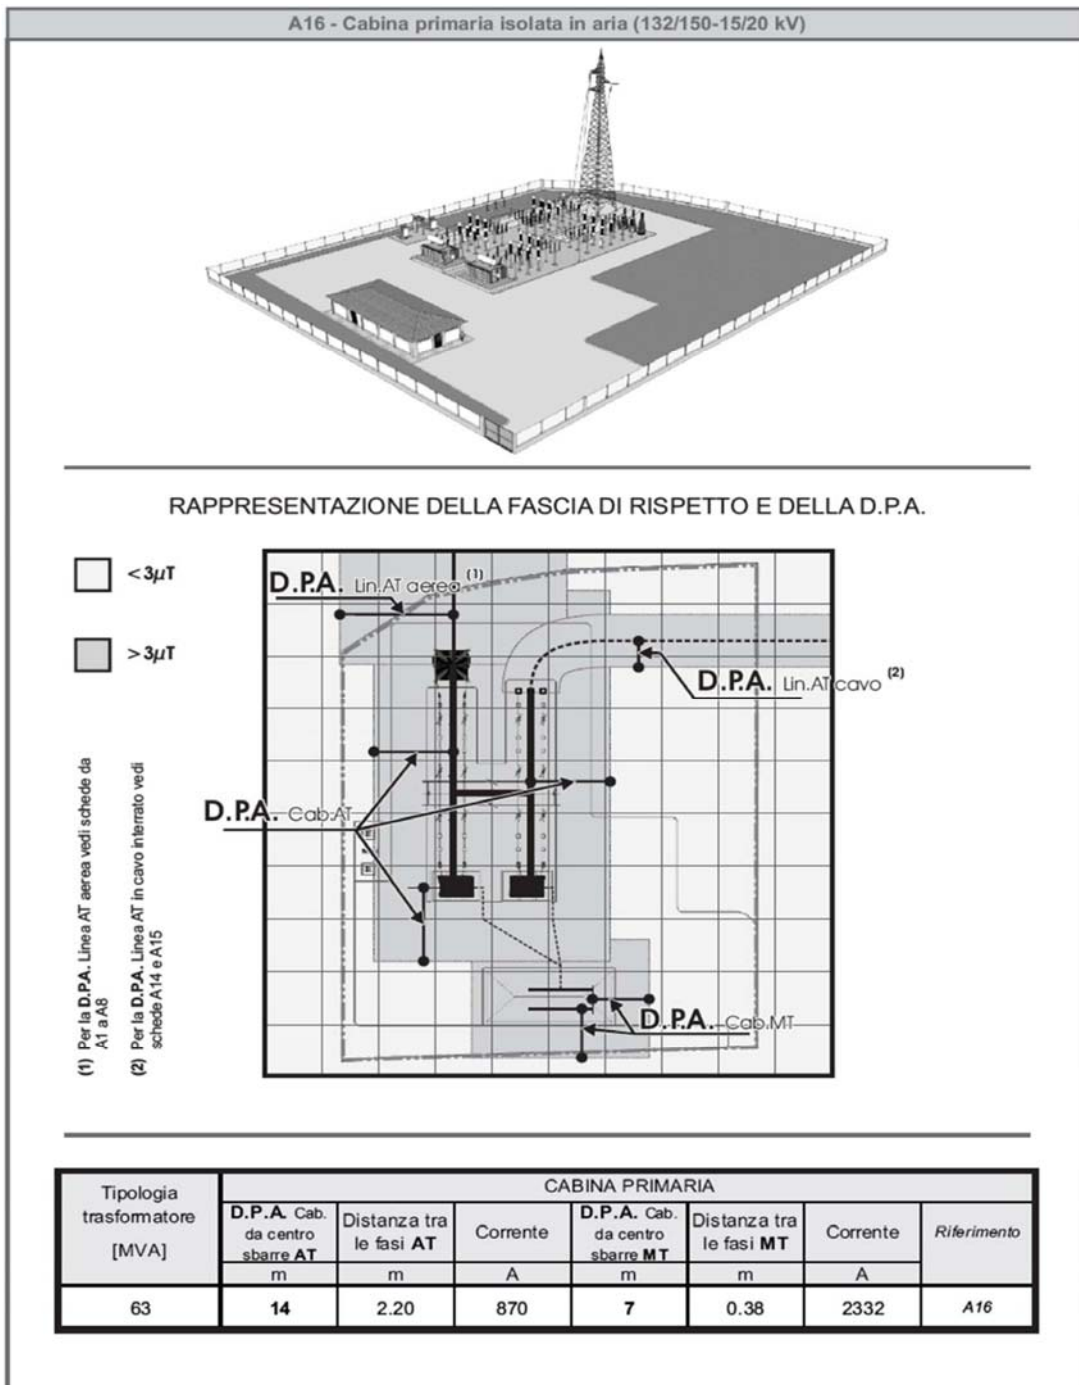 A16 - Cabina primaria isolata in aria (132/150-15/20 kV)
RAPPRESENTAZIONE DELLA FASCIA DI RISPETTO E DELLA D.P.A.
<3μT
>3μT
D.P.A. Lin.AT aerea (1)
D.P.A. Lin.AT cavo (2)
D.P.A. Cab.AT
D.P.A. Cab.MT
(1) Per la D.P.A. Linea AT aerea vedi schede da
A1 a A8
(2) Per la D.P.A. Linea AT in cavo interrato vedi
schede A14 e A15
Tipologia
trasformatore
[MVA]
CABINA PRIMARIA
D.P.A. Cab.
da centro
sbarre AT
Distanza tra
le fasi AT
Corrente
D.P.A. Cab.
da centro
sbarre MT
Distanza tra
le fasi MT
Corrente
Riferimento
m m A m m A
63 14 2.20 870 7 0.38 2332 A16